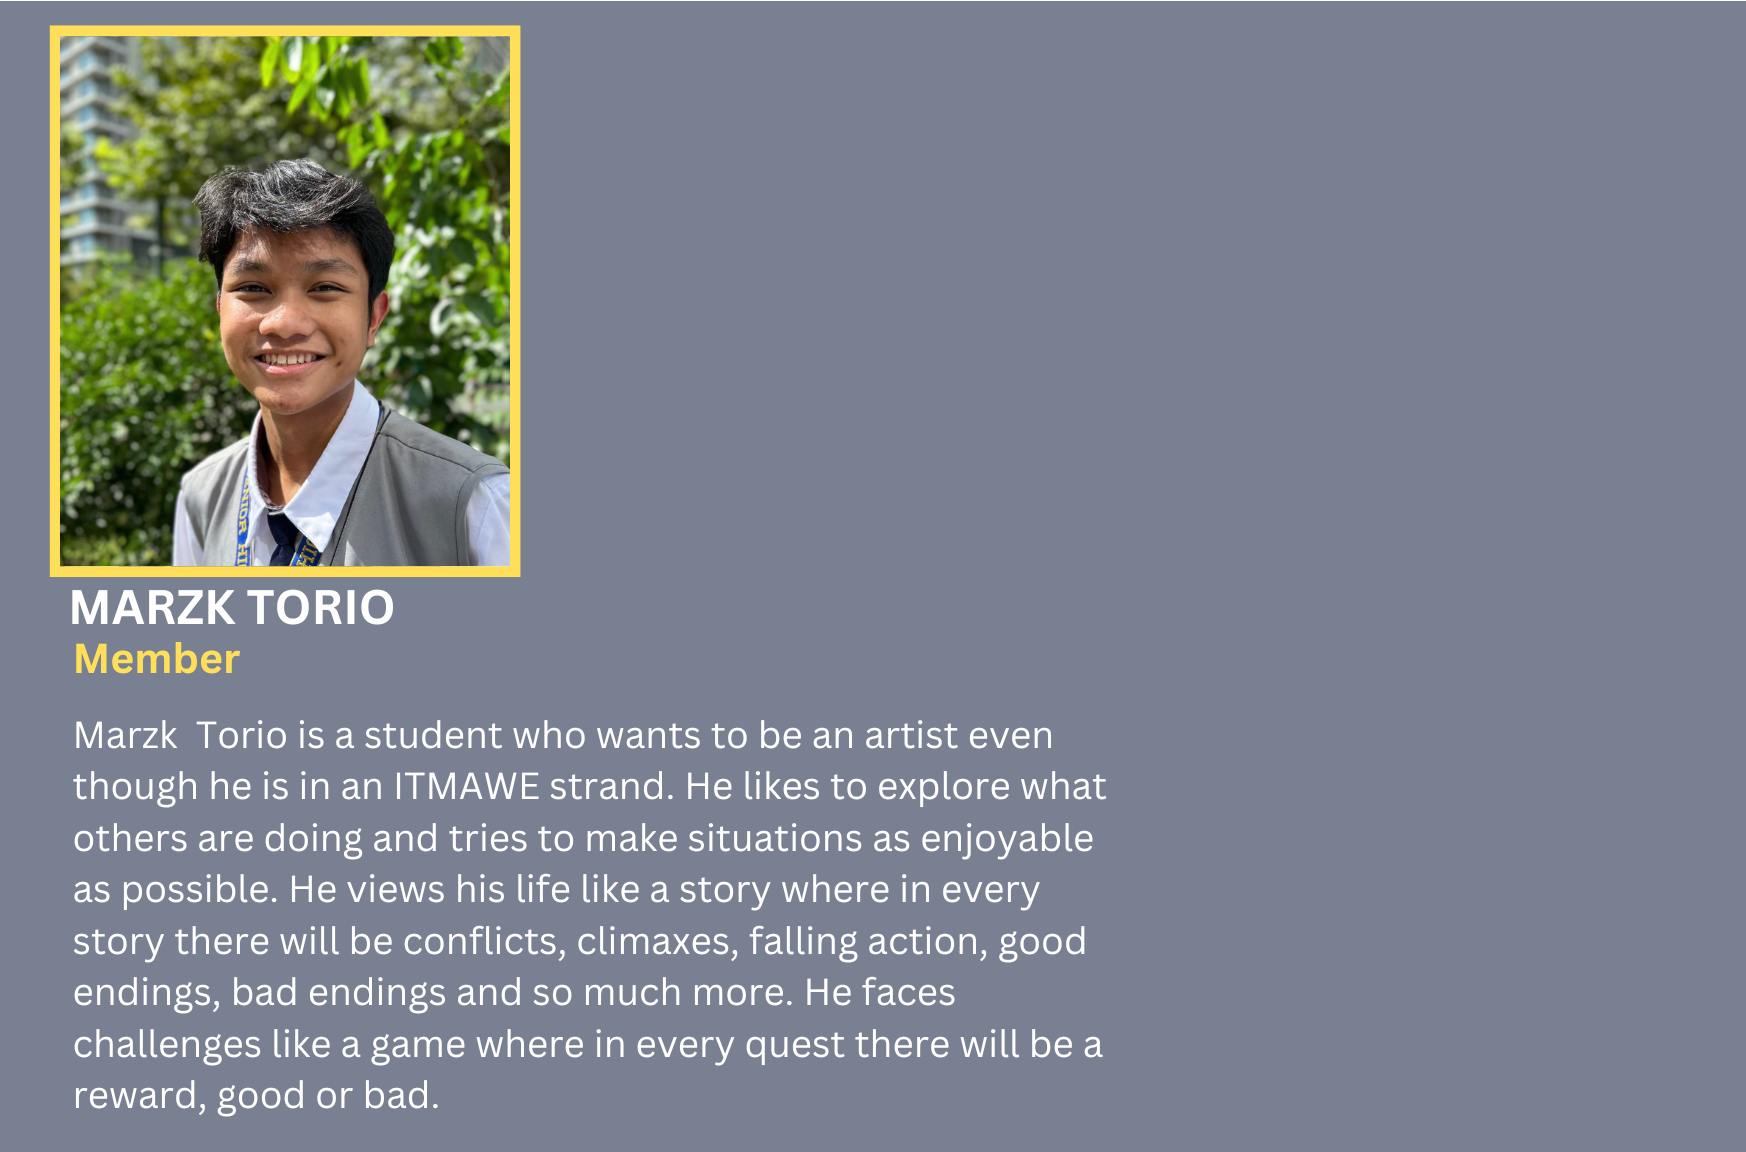 NIOR HI
MARZK TORIO
Member
Marzk  Torio is a student who wants to be an artist even
though he is in an ITMAWE strand. He likes to explore what
others are doing and tries to make situations as enjoyable
as possible. He views his life like a story where in every
story there will be conflicts, climaxes, falling action, good
endings, bad endings and so much more. He faces
challenges like a game where in every quest there will be a
reward, good or bad.